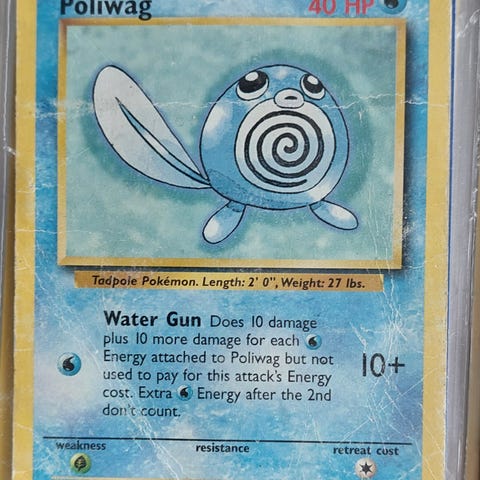 Poliwag 40 HP
Tadpole Pokémon. Length: 2' 0", Weight: 27 lbs.
Water Gun Does 10 damage
plus 10 more damage for each
Energy attached to Poliwag but not
used to pay for this attack's Energy
cost. Extra Energy after the 2nd
don't count.
10+
weakness resistance retreat cost